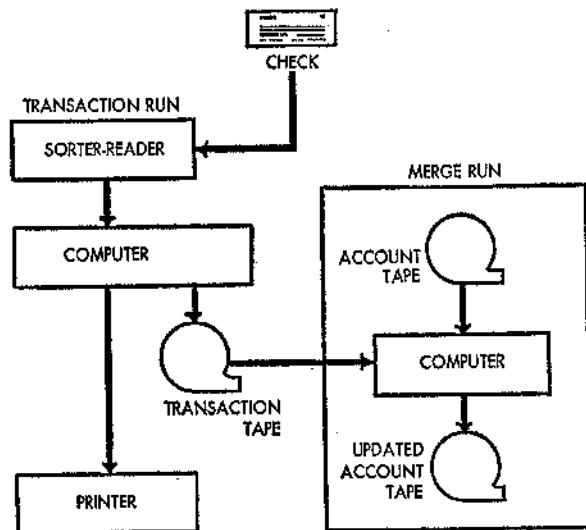 CHECK
TRANSACTION RUN
SORTER-READER
MERGE RUN
COMPUTER
ACCOUNT
TAPE
COMPUTER
TRANSACTION
TAPE
UPDATED
ACCOUNT
TAPE
PRINTER